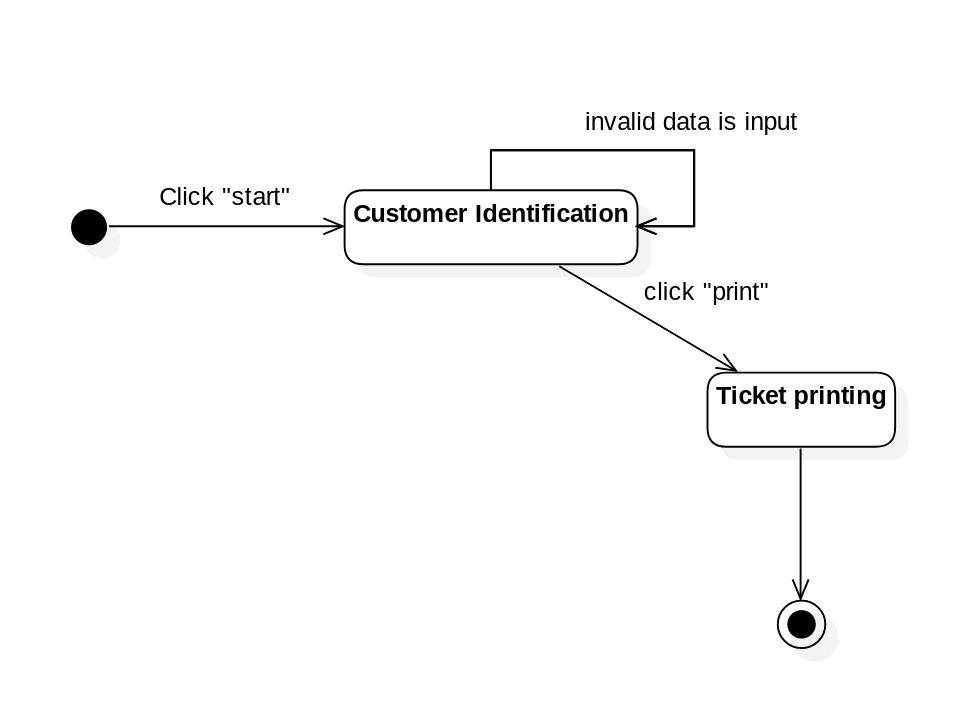 invalid data is input
Click "start"
Customer Identification
click "print"
Ticket printing